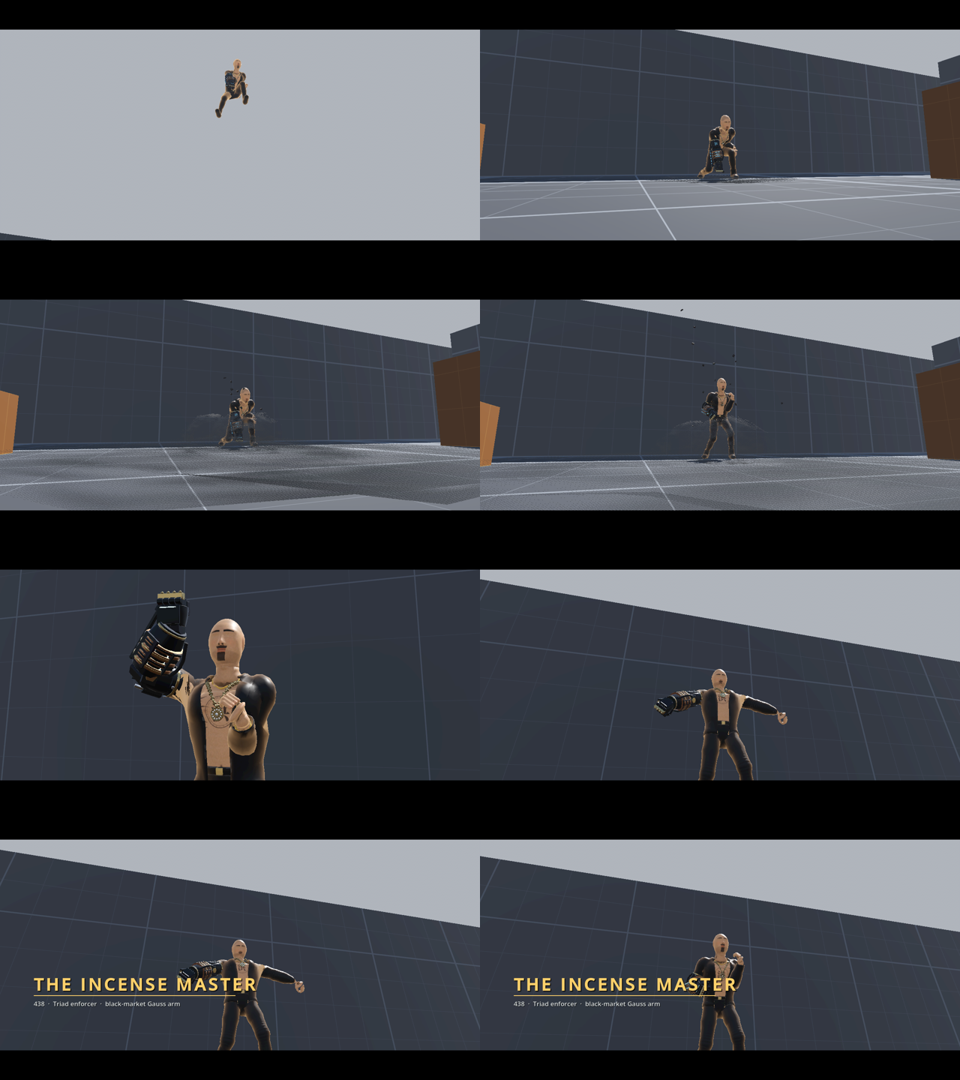 THE INCENSE MASTER
438 · Triad enforcer · black-market Gauss arm
THE INCENSE MASTER
438 · Triad enforcer · black-market Gauss arm